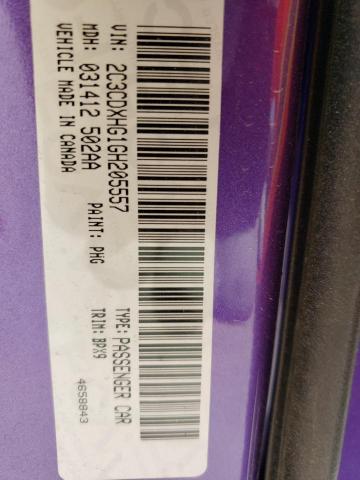 VIN: 2C3CDXHG1GH205557
TYPE: PASSENGER CAR
MDH: 031412 502AA
PAINT: PHG
TRIM: BPX9
VEHICLE MADE IN CANADA
4658843